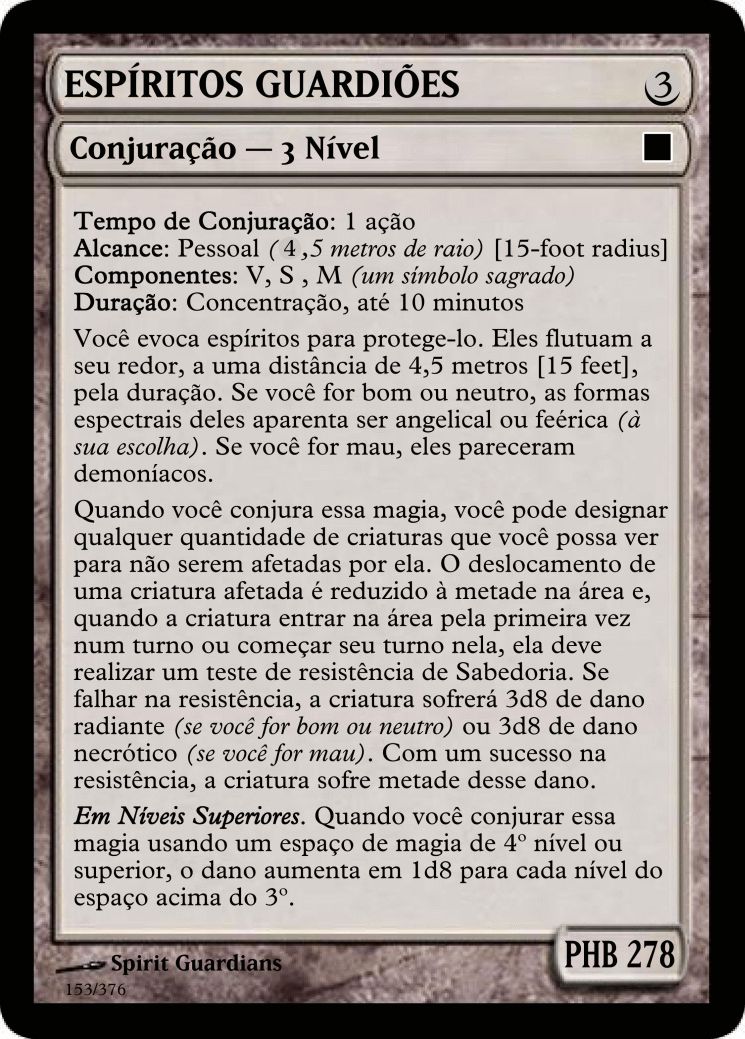 ESPÍRITOS GUARDIÕES 3
Conjuração — 3 Nível
Tempo de Conjuração: 1 ação
Alcance: Pessoal ( 4 ,5 metros de raio) [15-foot radius]
Componentes: V, S , M (um símbolo sagrado)
Duração: Concentração, até 10 minutos
Você evoca espíritos para protege-lo. Eles flutuam a
seu redor, a uma distância de 4,5 metros [15 feet],
pela duração. Se você for bom ou neutro, as formas
espectrais deles aparenta ser angelical ou feérica (à
sua escolha). Se você for mau, eles pareceram
demoníacos.
Quando você conjura essa magia, você pode designar
qualquer quantidade de criaturas que você possa ver
para não serem afetadas por ela. O deslocamento de
uma criatura afetada é reduzido à metade na área e,
quando a criatura entrar na área pela primeira vez
num turno ou começar seu turno nela, ela deve
realizar um teste de resistência de Sabedoria. Se
falhar na resistência, a criatura sofrerá 3d8 de dano
radiante (se você for bom ou neutro) ou 3d8 de dano
necrótico (se você for mau). Com um sucesso na
resistência, a criatura sofre metade desse dano.
Em Níveis Superiores. Quando você conjurar essa
magia usando um espaço de magia de 4º nível ou
superior, o dano aumenta em 1d8 para cada nível do
espaço acima do 3º.
PHB 278
Spirit Guardians
153/376